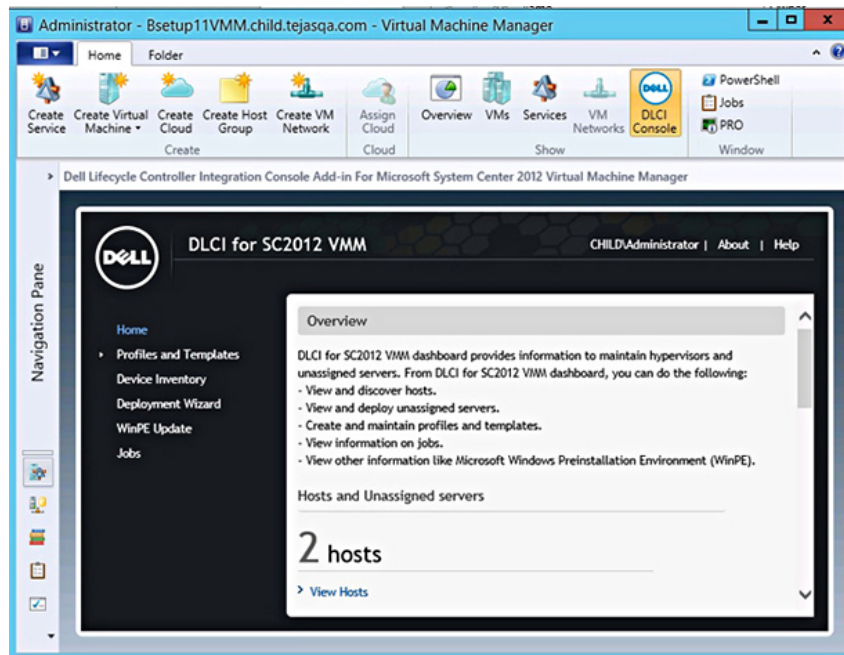 Administrator - Bsetup11VMM.child.tejasqa.com - Virtual Machine Manager
Home Folder
Create Service
Create Virtual Machine
Create Cloud
Create Host Group
Create VM Network
Assign Cloud
Overview
VMs
Services
VM Networks
DELL
DLCI Console
PowerShell
Jobs
PRO
Create Cloud Show Window
Dell Lifecycle Controller Integration Console Add-in For Microsoft System Center 2012 Virtual Machine Manager
Navigation Pane
DELL
DLCI for SC2012 VMM
CHILD\Administrator | About | Help
Home
Profiles and Templates
Device Inventory
Deployment Wizard
WinPE Update
Jobs
Overview
DLCI for SC2012 VMM dashboard provides information to maintain hypervisors and
unassigned servers. From DLCI for SC2012 VMM dashboard, you can do the following:
- View and discover hosts.
- View and deploy unassigned servers.
- Create and maintain profiles and templates.
- View information on jobs.
- View other information like Microsoft Windows Preinstallation Environment (WinPE).
Hosts and Unassigned servers
2 hosts
View Hosts